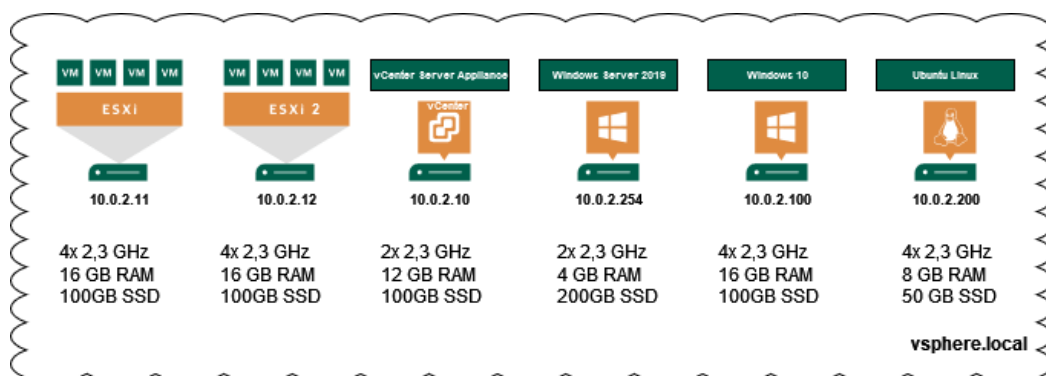 VM VM VM VM
ESXi
10.0.2.11
4x 2,3 GHz
16 GB RAM
100GB SSD
VM VM VM VM
ESXi 2
10.0.2.12
4x 2,3 GHz
16 GB RAM
100GB SSD
vCenter Server Appliance
vCenter
10.0.2.10
2x 2,3 GHz
12 GB RAM
100GB SSD
Windows Server 2019
10.0.2.254
2x 2,3 GHz
4 GB RAM
200GB SSD
Windows 10
10.0.2.100
4x 2,3 GHz
16 GB RAM
100GB SSD
Ubuntu Linux
10.0.2.200
4x 2,3 GHz
8 GB RAM
50 GB SSD
vsphere.local